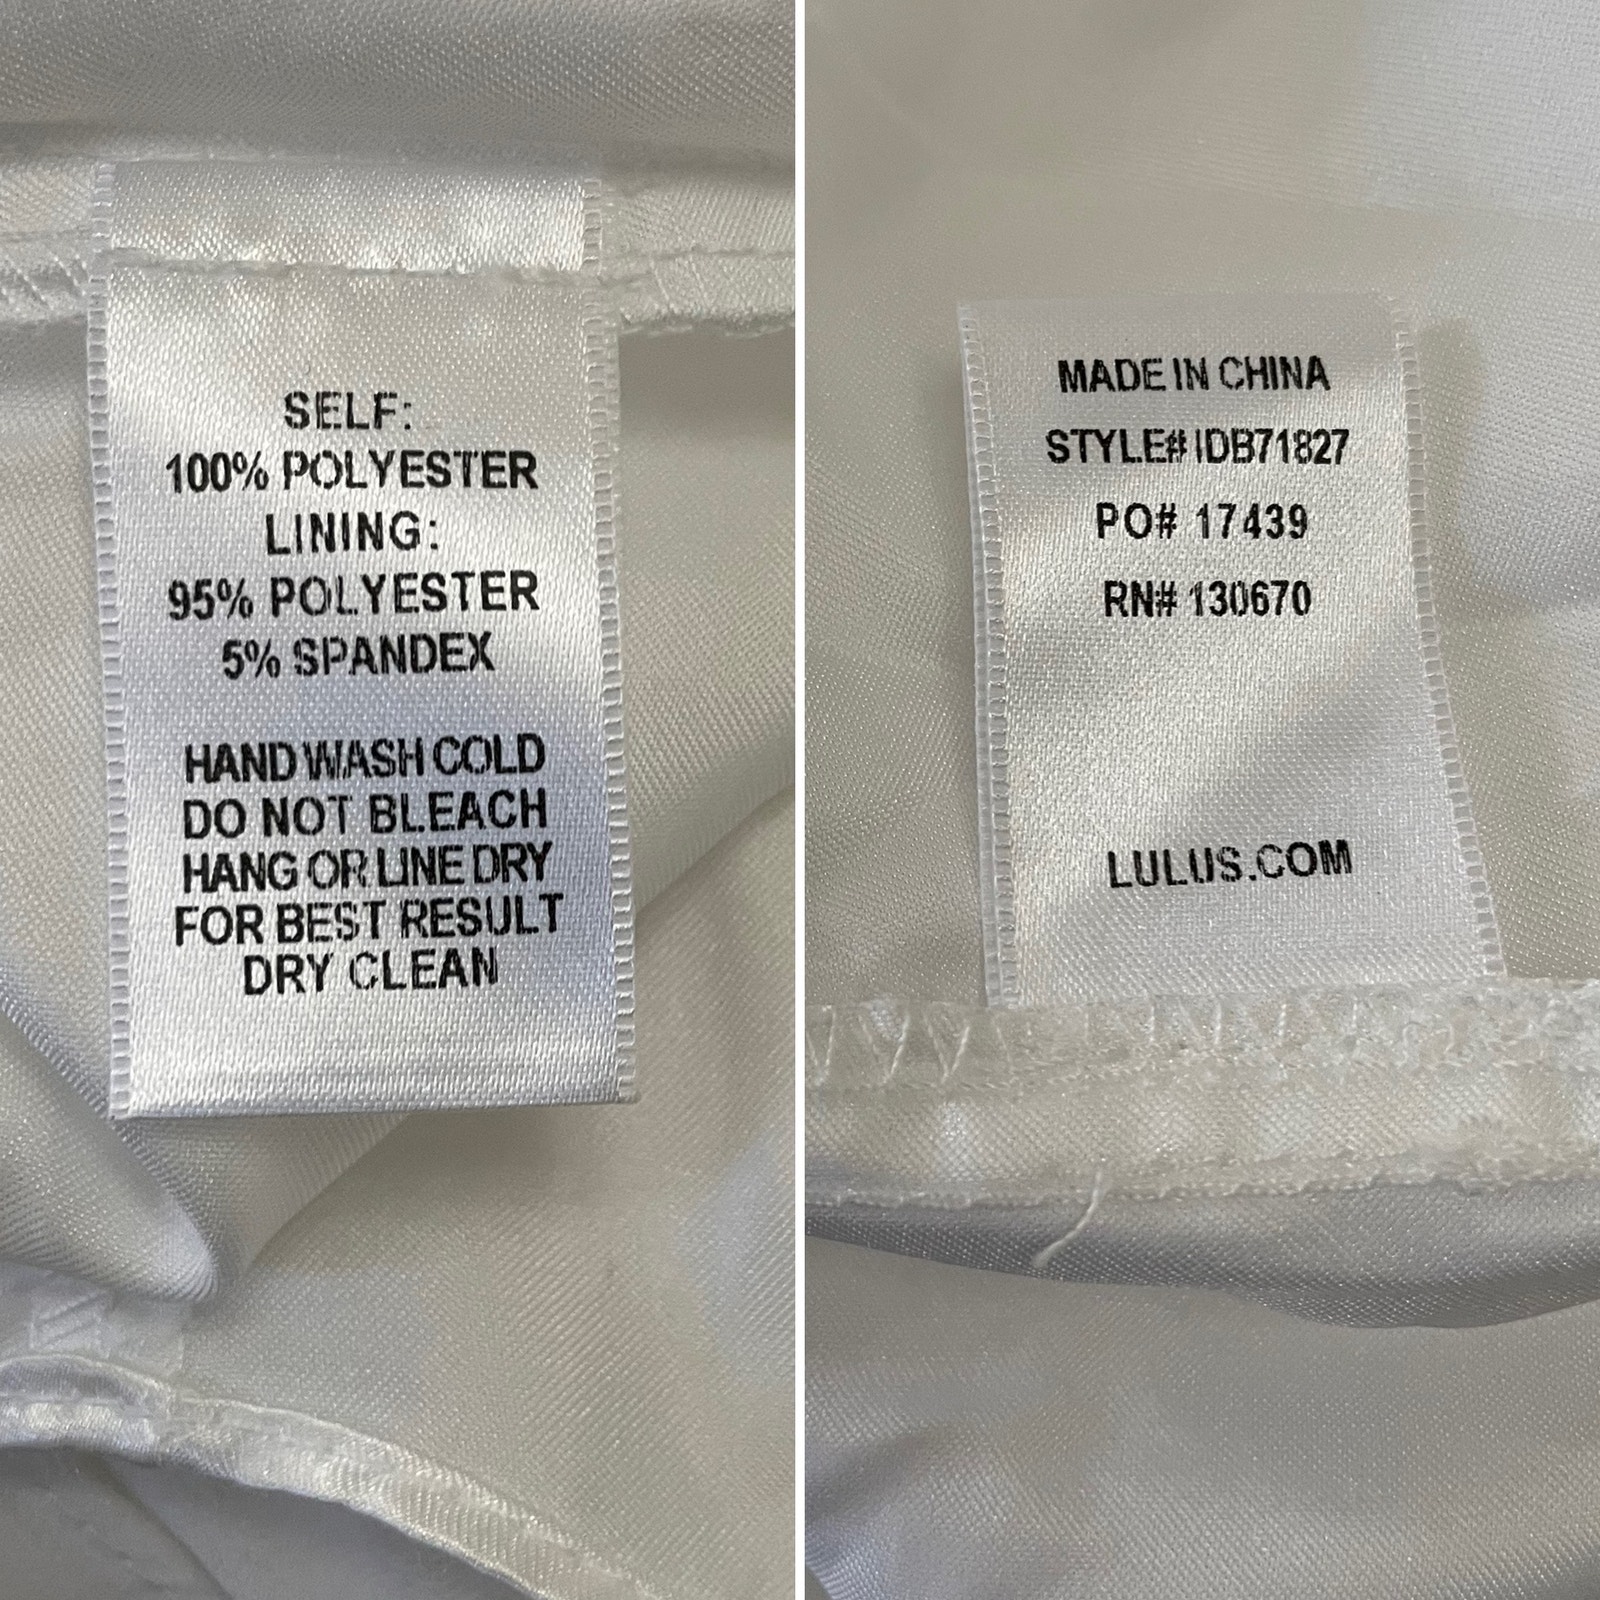 SELF:
100% POLYESTER
LINING:
95% POLYESTER
5% SPANDEX
HAND WASH COLD
DO NOT BLEACH
HANG OR LINE DRY
FOR BEST RESULT
DRY CLEAN
MADE IN CHINA
STYLE# IDB71827
PO# 17439
RN# 130670
LULUS.COM